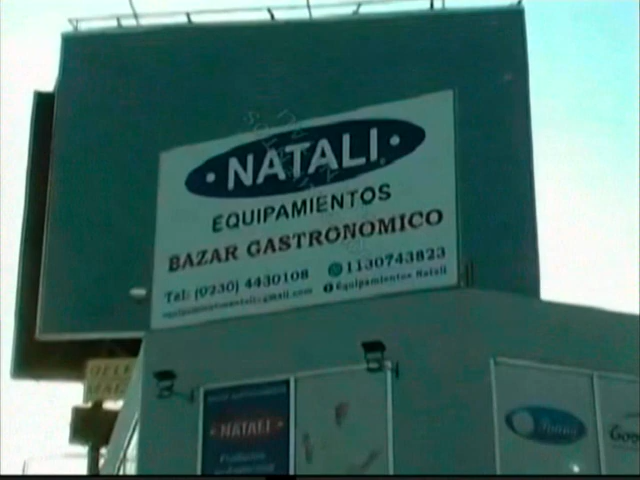 • NATALI •
EQUIPAMIENTOS
BAZAR GASTRONOMICO
Tel: (0230) 4430108
1130743823
Equipamientos Natali
• NATALI •